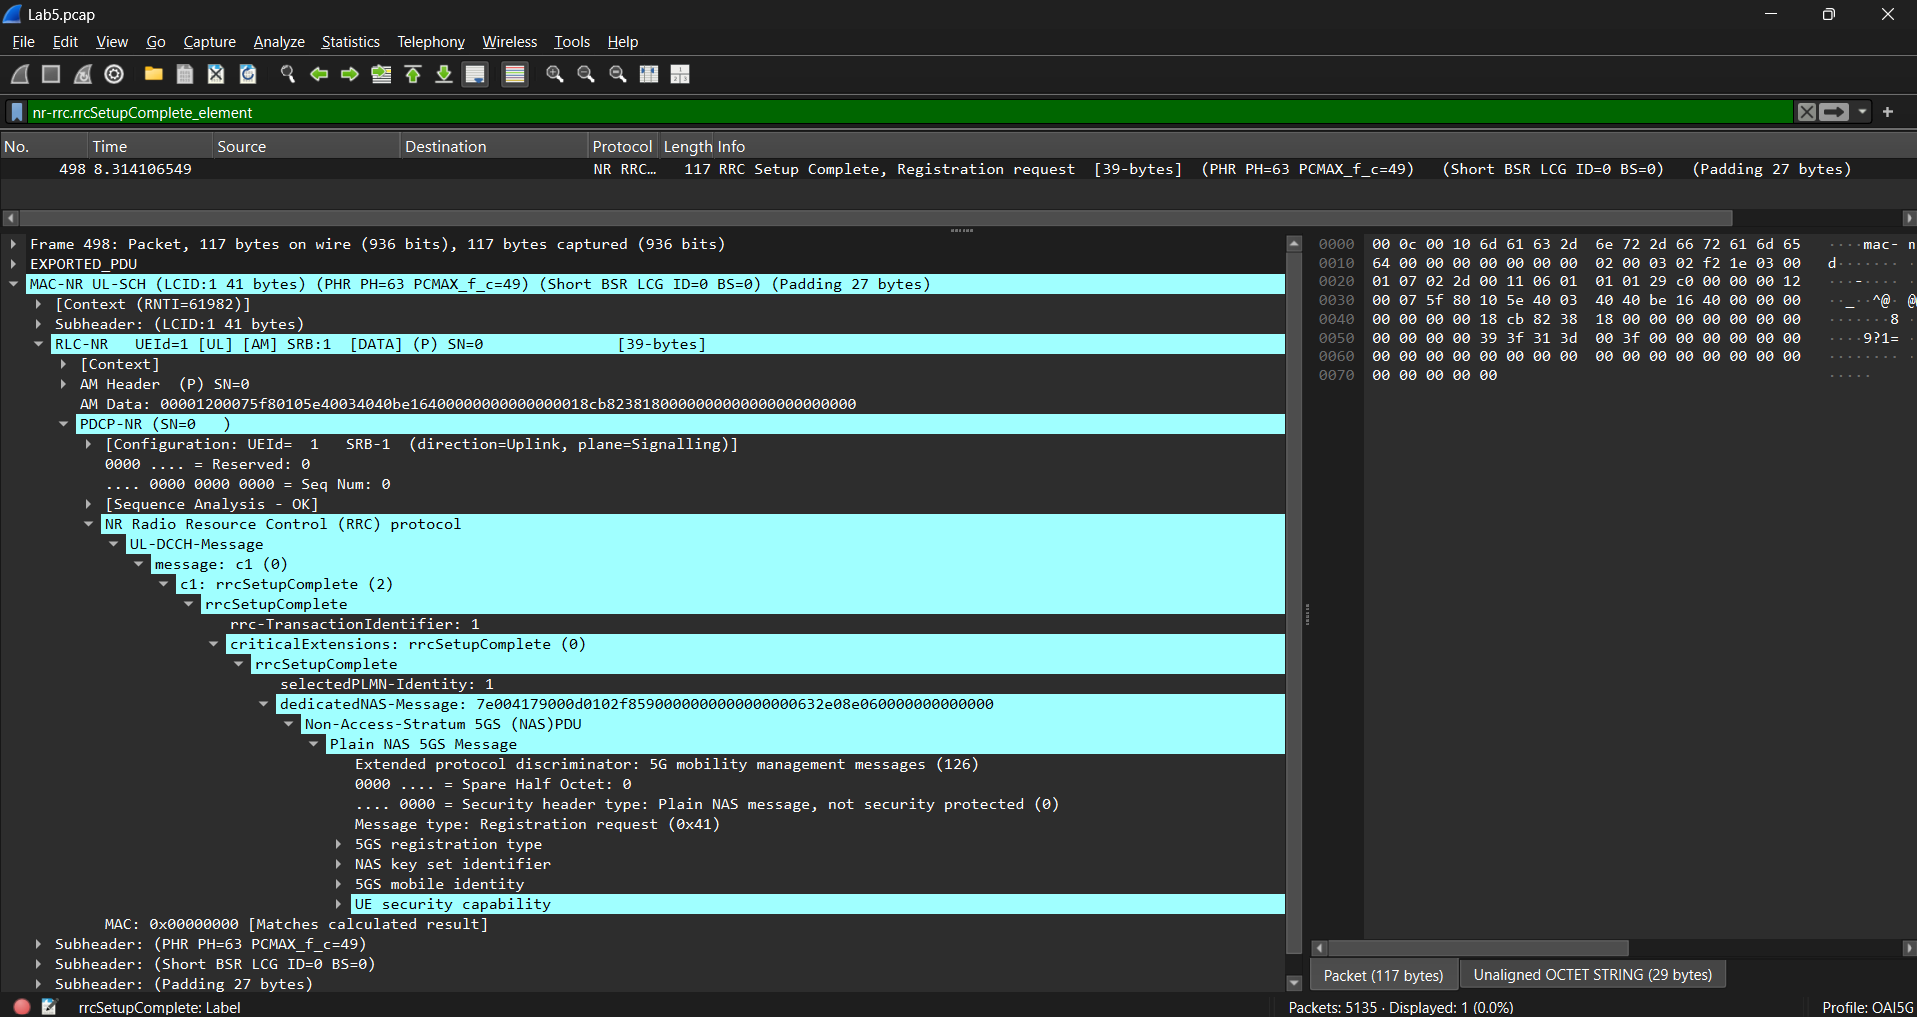 Lab5.pcap
File Edit View Go Capture Analyze Statistics Telephony Wireless Tools Help
nr-rrc.rrcSetupComplete_element
No. Time Source Destination Protocol Length Info
498 8.314106549 NR RRC… 117 RRC Setup Complete, Registration request [39-bytes] (PHR PH=63 PCMAX_f_c=49) (Short BSR LCG ID=0 BS=0) (Padding 27 bytes)
Frame 498: Packet, 117 bytes on wire (936 bits), 117 bytes captured (936 bits)
EXPORTED_PDU
MAC-NR UL-SCH (LCID:1 41 bytes) (PHR PH=63 PCMAX_f_c=49) (Short BSR LCG ID=0 BS=0) (Padding 27 bytes)
[Context (RNTI=61982)]
Subheader: (LCID:1 41 bytes)
RLC-NR UEId=1 [UL] [AM] SRB:1 [DATA] (P) SN=0 [39-bytes]
[Context]
AM Header (P) SN=0
AM Data: 00001200075f80105e40034040be16400000000000000018cb8238180000000000000000000000
PDCP-NR (SN=0 )
[Configuration: UEId= 1 SRB-1 (direction=Uplink, plane=Signalling)]
0000 .... = Reserved: 0
.... 0000 0000 0000 = Seq Num: 0
[Sequence Analysis - OK]
NR Radio Resource Control (RRC) protocol
UL-DCCH-Message
message: c1 (0)
c1: rrcSetupComplete (2)
rrcSetupComplete
rrc-TransactionIdentifier: 1
criticalExtensions: rrcSetupComplete (0)
rrcSetupComplete
selectedPLMN-Identity: 1
dedicatedNAS-Message: 7e004179000d0102f8590000000000000000632e08e060000000000000
Non-Access-Stratum 5GS (NAS)PDU
Plain NAS 5GS Message
Extended protocol discriminator: 5G mobility management messages (126)
0000 .... = Spare Half Octet: 0
.... 0000 = Security header type: Plain NAS message, not security protected (0)
Message type: Registration request (0x41)
5GS registration type
NAS key set identifier
5GS mobile identity
UE security capability
MAC: 0x00000000 [Matches calculated result]
Subheader: (PHR PH=63 PCMAX_f_c=49)
Subheader: (Short BSR LCG ID=0 BS=0)
Subheader: (Padding 27 bytes)
0000 00 0c 00 10 6d 61 63 2d 6e 72 2d 66 72 61 6d 65 ····mac- n
0010 64 00 00 00 00 00 00 00 02 00 03 02 f2 1e 03 00 d·······
0020 01 07 02 2d 00 11 06 01 01 01 29 c0 00 00 00 12 ···-····
0030 00 07 5f 80 10 5e 40 03 40 40 be 16 40 00 00 00 ··_··^@· @
0040 00 00 00 00 18 cb 82 38 18 00 00 00 00 00 00 00 ·······8
0050 00 00 00 00 39 3f 31 3d 00 3f 00 00 00 00 00 00 ····9?1=
0060 00 00 00 00 00 00 00 00 00 00 00 00 00 00 00 00 ········
0070 00 00 00 00 00 ·····
Packet (117 bytes) Unaligned OCTET STRING (29 bytes)
rrcSetupComplete: Label Packets: 5135 · Displayed: 1 (0.0%) Profile: OAI5G